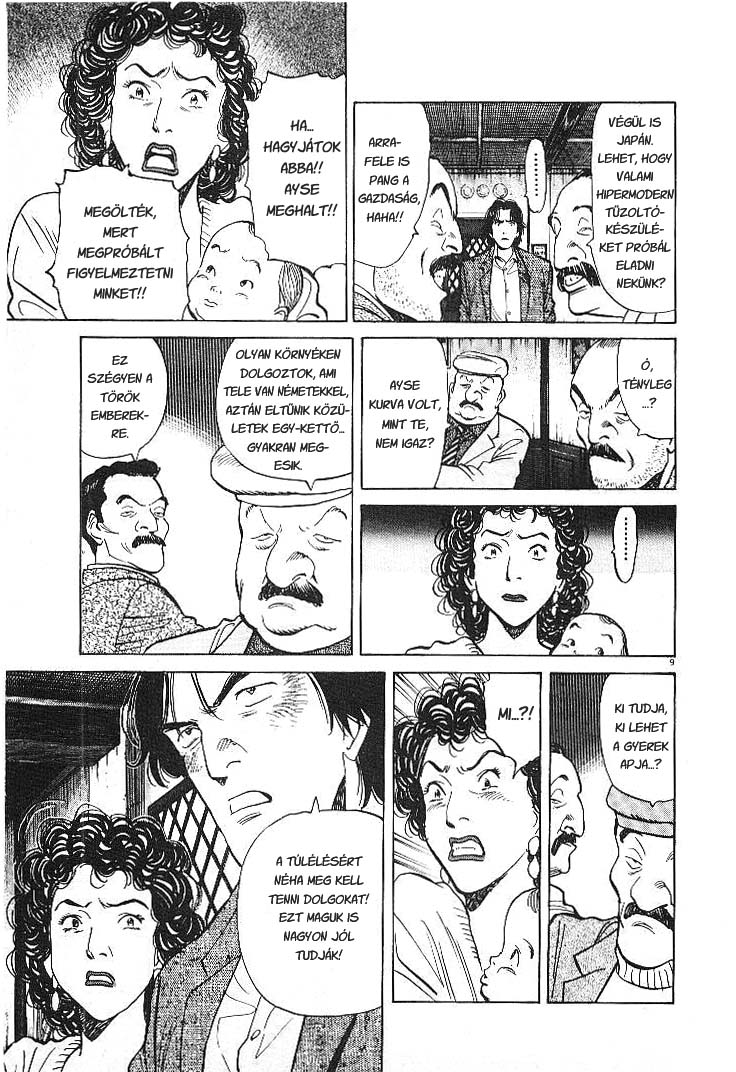 VÉGÜL IS
JAPÁN.
LEHET, HOGY
VALAMI
HIPERMODERN
TŰZOLTÓ-
KÉSZÜLÉ-
KET PRÓBÁL
ELADNI
NEKÜNK?
........
ARRA-
FELE IS
PANG A
GAZDASÁG,
HAHA!!
HA...
HAGYJÁTOK
ABBA!!
AYSE
MEGHALT!!
MEGÖLTÉK,
MERT
MEGPRÓBÁLT
FIGYELMEZTETNI
MINKET!!
Ó,
TÉNYLEG
...?
AYSE
KURVA VOLT,
MINT TE,
NEM IGAZ?
........
OLYAN KÖRNYÉKEN
DOLGOZTOK, AMI
TELE VAN NÉMETEKKEL,
AZTÁN ELTŰNIK KÖZÜ-
LETEK EGY-KETTŐ...
GYAKRAN MEG-
ESIK.
EZ
SZÉGYEN A
TÖRÖK
EMBEREK-
RE.
9
KI TUDJA,
KI LEHET
A GYEREK
APJA...?
MI...?!
A TÚLÉLÉSÉRT
NÉHA MEG KELL
TENNI DOLGOKAT!
EZT MAGUK IS
NAGYON JÓL
TUDJÁK!